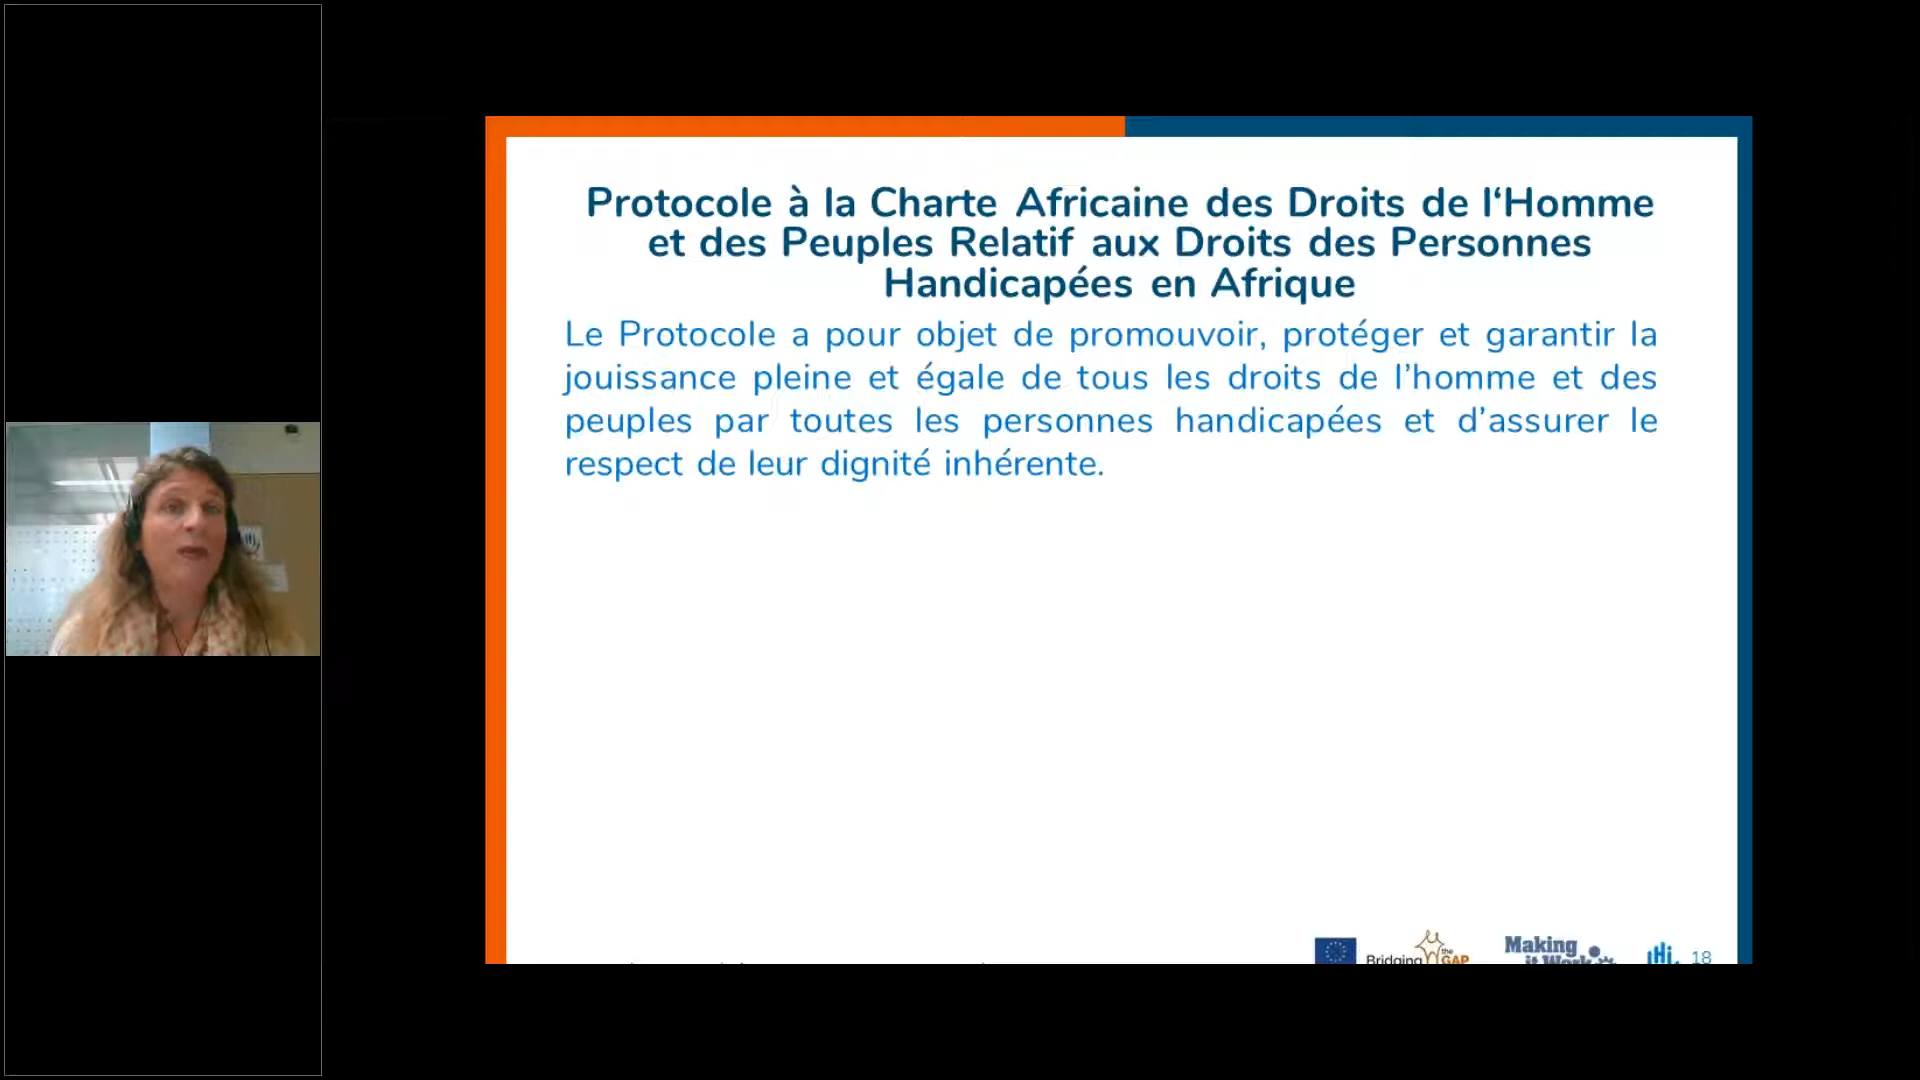 Protocole à la Charte Africaine des Droits de l‘Homme
et des Peuples Relatif aux Droits des Personnes
Handicapées en Afrique
Le Protocole a pour objet de promouvoir, protéger et garantir la
jouissance pleine et égale de tous les droits de l’homme et des
peuples par toutes les personnes handicapées et d’assurer le
respect de leur dignité inhérente.
Bridging the GAP
Making
it Work
18